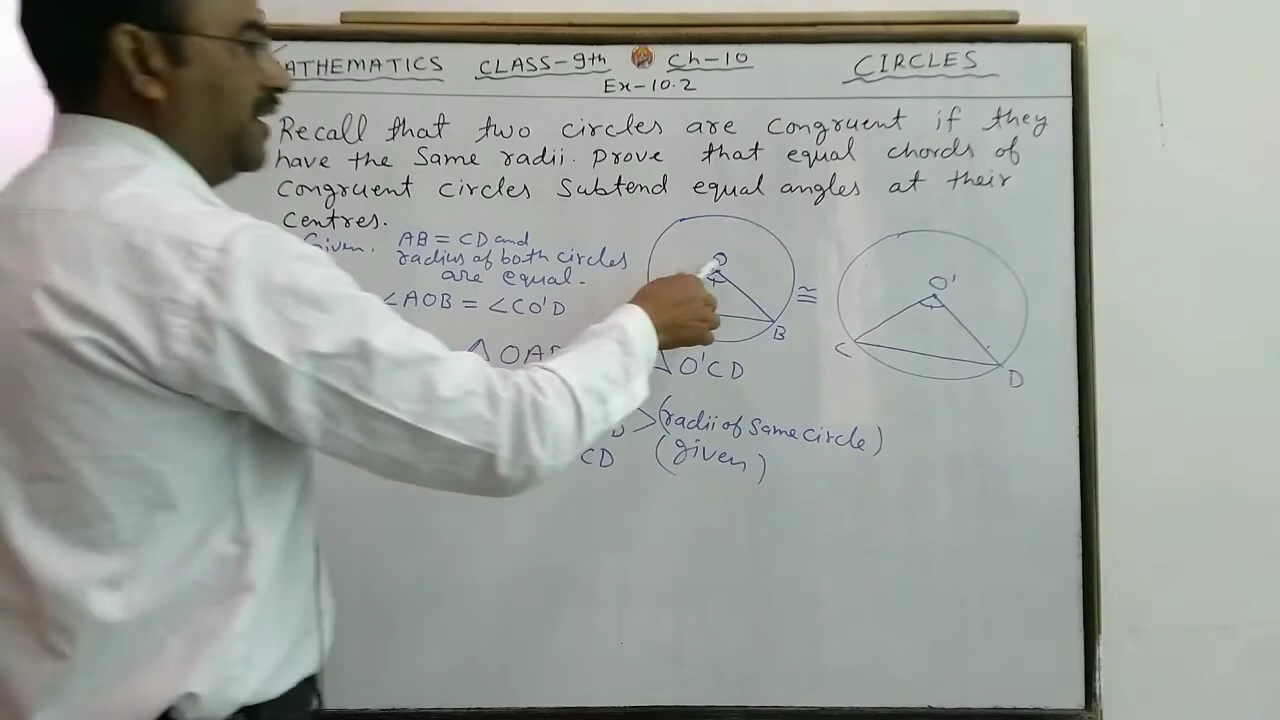 ATHEMATICS CLASS-9th Ch-10 CIRCLES
Ex-10.2
Recall that two circles are congruent if they
have the Same radii. Prove that equal chords of
Congruent circles Subtend equal angles at their
Centres.
Given. AB = CD and
radius of both circles
are equal.
∠AOB = ∠CO'D
O
B
≅
O'
C
D
△ OA
△ O'CD
(radii of Same circle)
CD (given)